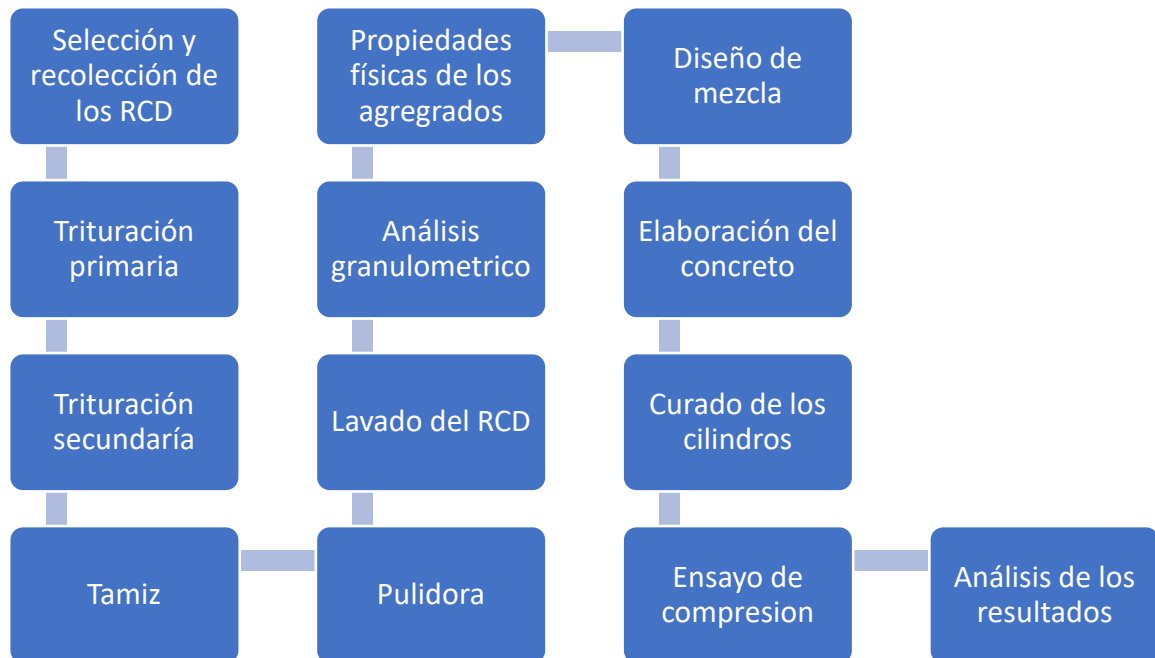 Selección y
recolección de
los RCD
Trituración
primaria
Trituración
secundaría
Tamiz
Pulidora
Lavado del RCD
Análisis
granulometrico
Propiedades
físicas de los
agregrados
Diseño de
mezcla
Elaboración del
concreto
Curado de los
cilindros
Ensayo de
compresion
Análisis de los
resultados